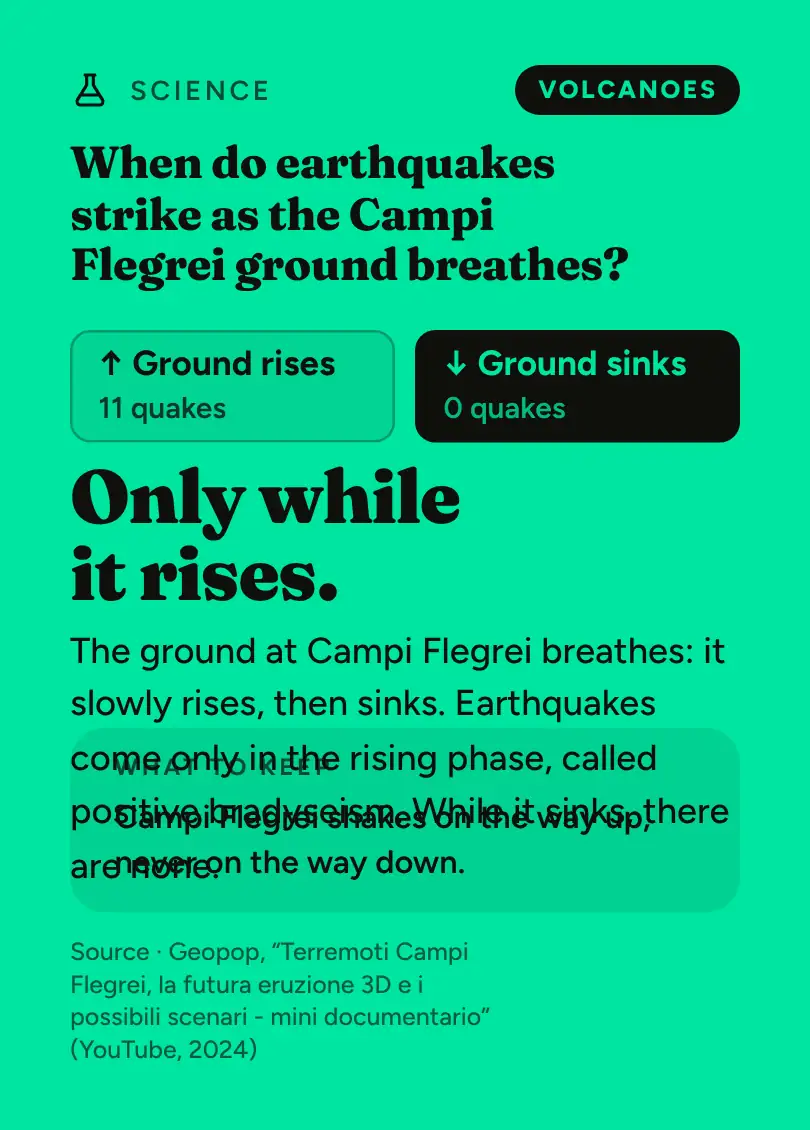 SCIENCE
VOLCANOES
When do earthquakes
strike as the Campi
Flegrei ground breathes?
↑ Ground rises
11 quakes
↓ Ground sinks
0 quakes
Only while
it rises.
The ground at Campi Flegrei breathes: it
slowly rises, then sinks. Earthquakes
come only in the rising phase, called
positive bradyseism. While it sinks, there
are none.
WHAT TO KEEP
Campi Flegrei shakes on the way up,
never on the way down.
Source · Geopop, “Terremoti Campi
Flegrei, la futura eruzione 3D e i
possibili scenari - mini documentario”
(YouTube, 2024)